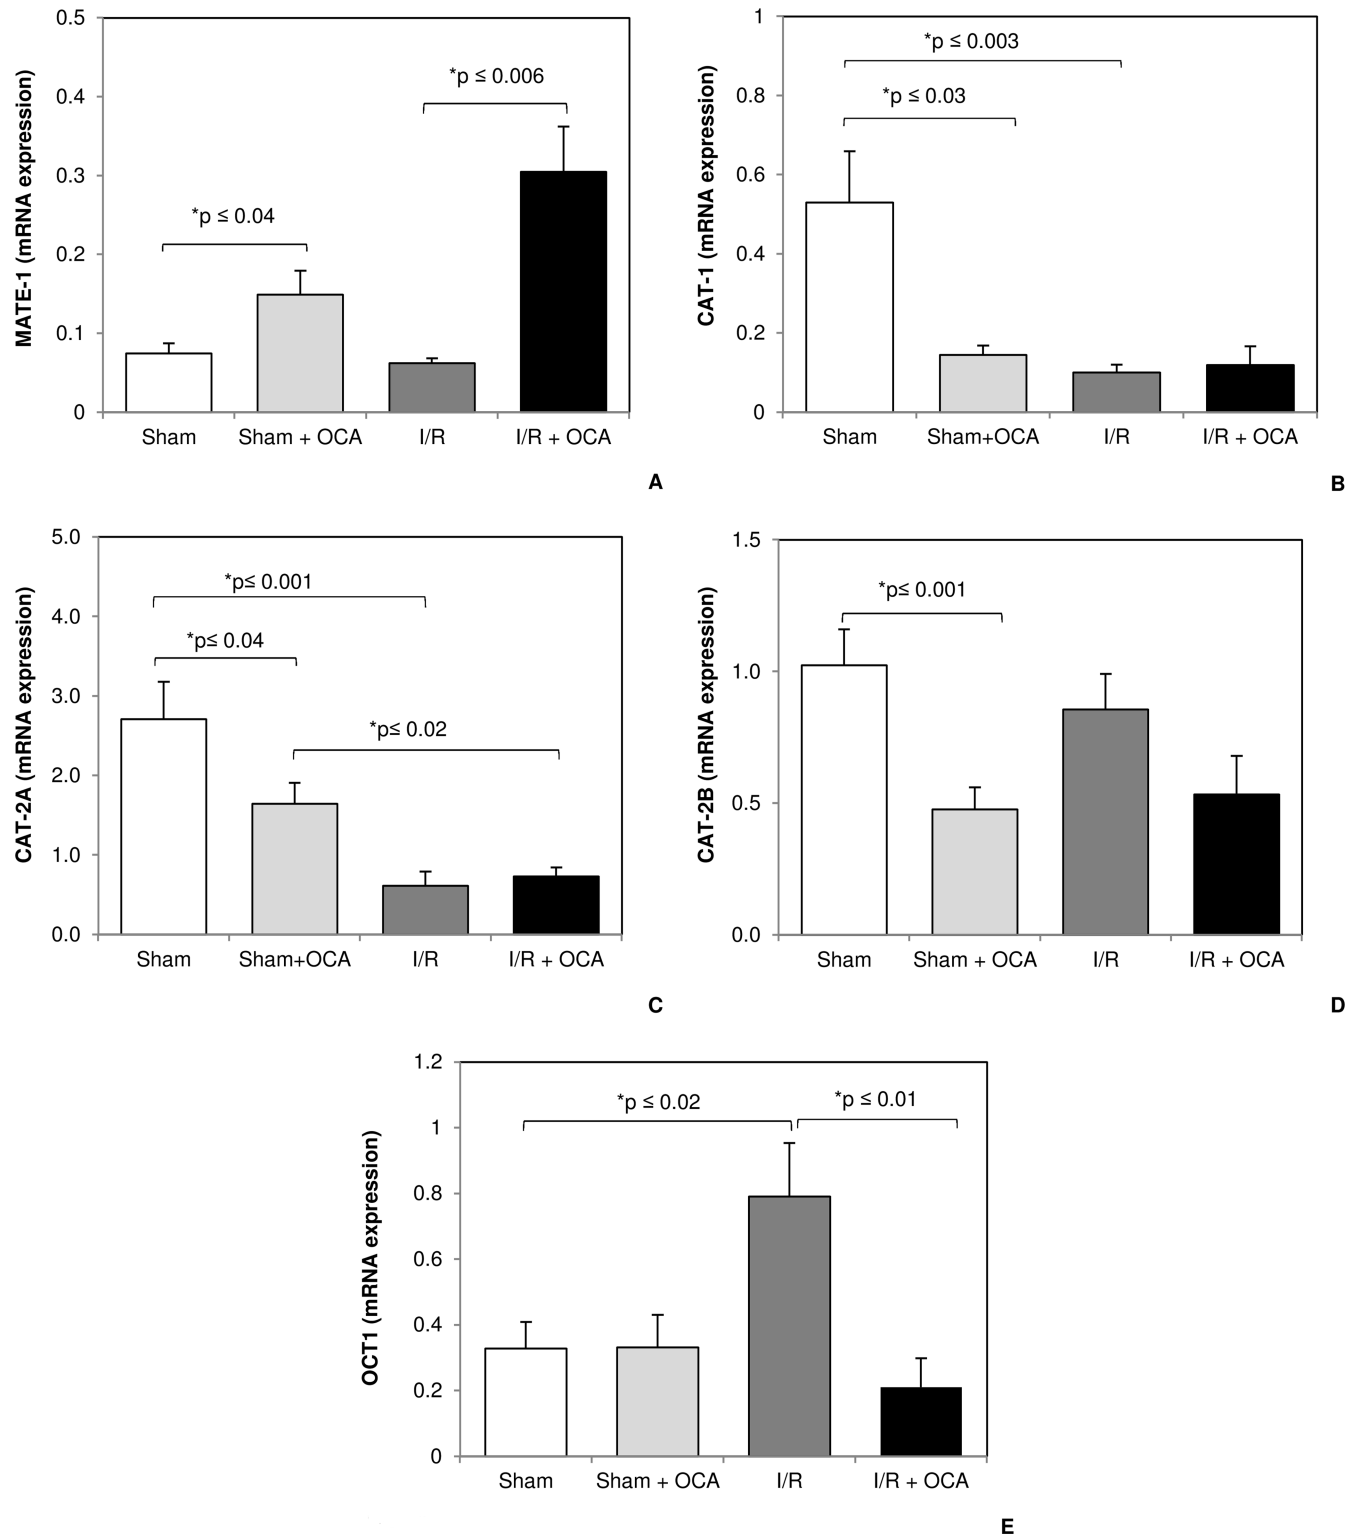 MATE-1 (mRNA expression)
0.5
0.4
0.3
0.2
0.1
0
*p ≤ 0.04
*p ≤ 0.006
Sham
Sham + OCA
I/R
I/R + OCA
A
CAT-1 (mRNA expression)
1
0.8
0.6
0.4
0.2
0
*p ≤ 0.003
*p ≤ 0.03
Sham
Sham+OCA
I/R
I/R + OCA
B
CAT-2A (mRNA expression)
5.0
4.0
3.0
2.0
1.0
0.0
*p≤ 0.001
*p≤ 0.04
*p≤ 0.02
Sham
Sham+OCA
I/R
I/R + OCA
C
CAT-2B (mRNA expression)
1.5
1.0
0.5
0.0
*p≤ 0.001
Sham
Sham + OCA
I/R
I/R + OCA
D
OCT1 (mRNA expression)
1.2
1
0.8
0.6
0.4
0.2
0
*p ≤ 0.02
*p ≤ 0.01
Sham
Sham + OCA
I/R
I/R + OCA
E